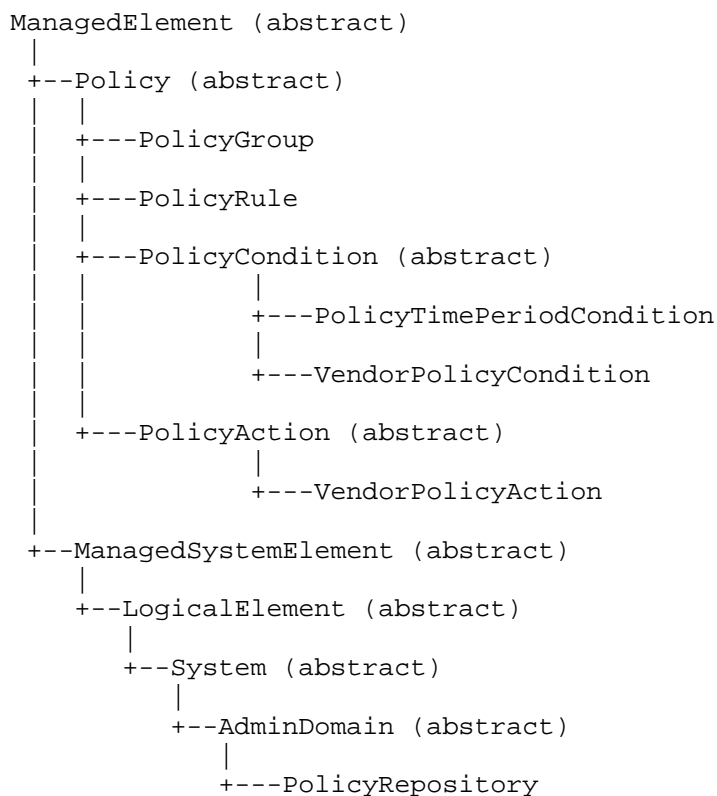 ManagedElement (abstract)
|
+--Policy (abstract)
|  |
|  +---PolicyGroup
|  |
|  +---PolicyRule
|  |
|  +---PolicyCondition (abstract)
|  |          |
|  |          +---PolicyTimePeriodCondition
|  |          |
|  |          +---VendorPolicyCondition
|  |
|  +---PolicyAction (abstract)
|             |
|             +---VendorPolicyAction
|
+--ManagedSystemElement (abstract)
   |
   +--LogicalElement (abstract)
      |
      +--System (abstract)
         |
         +--AdminDomain (abstract)
            |
            +---PolicyRepository